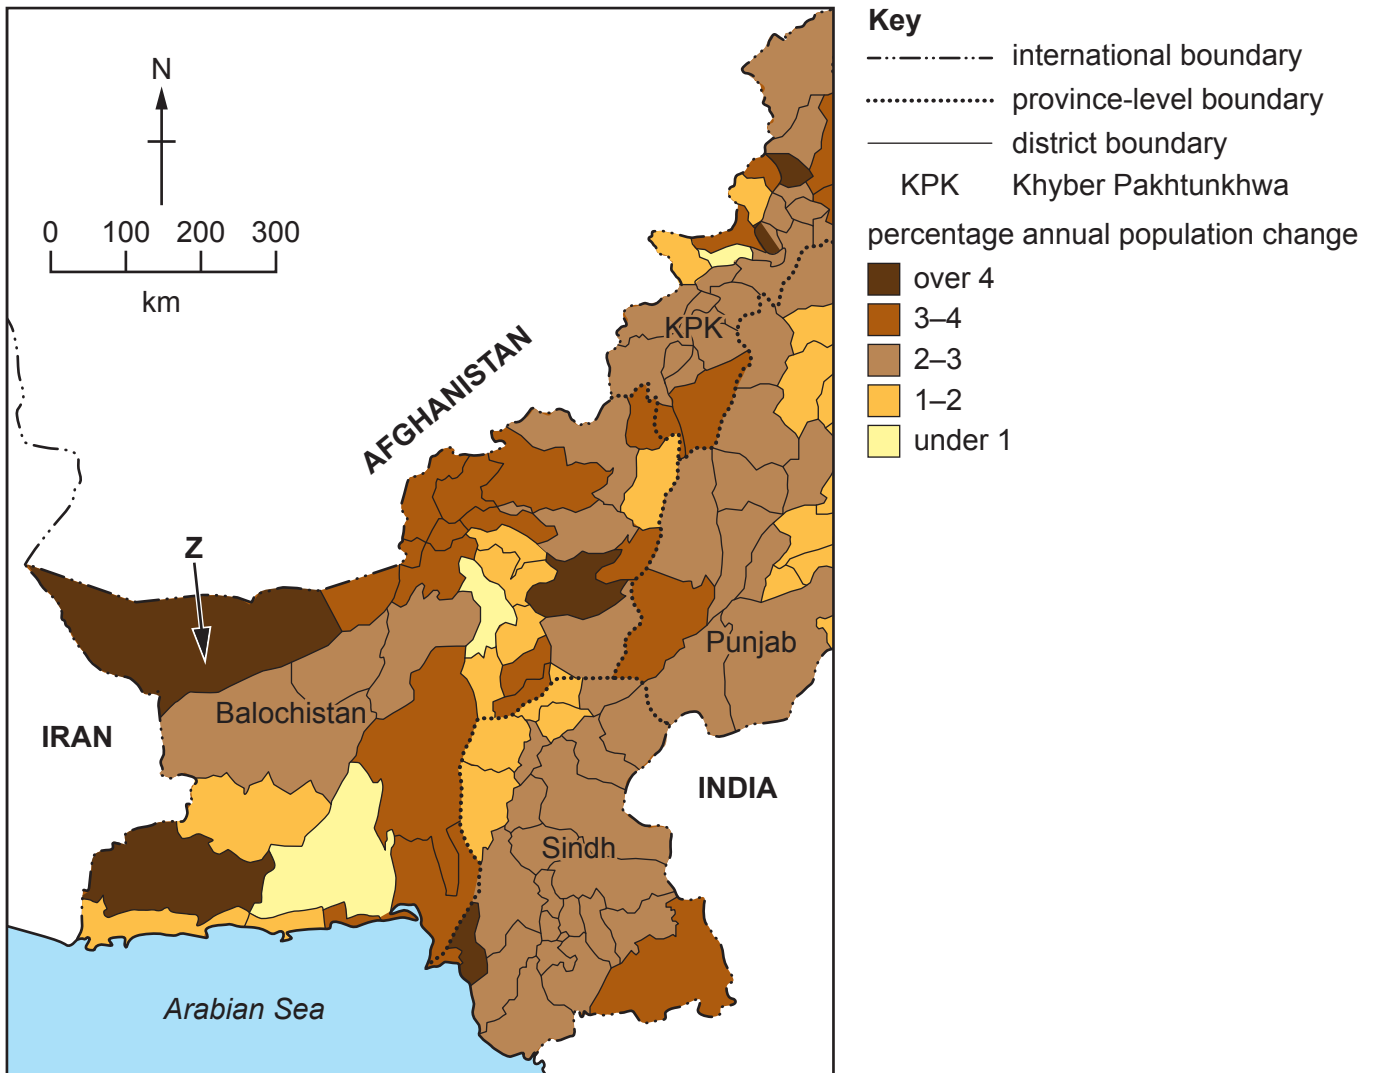 N
0 100 200 300
km
AFGHANISTAN
KPK
Z
Punjab
Balochistan
IRAN
INDIA
Sindh
Arabian Sea
Key
international boundary
province-level boundary
district boundary
KPK Khyber Pakhtunkhwa
percentage annual population change
over 4
3–4
2–3
1–2
under 1